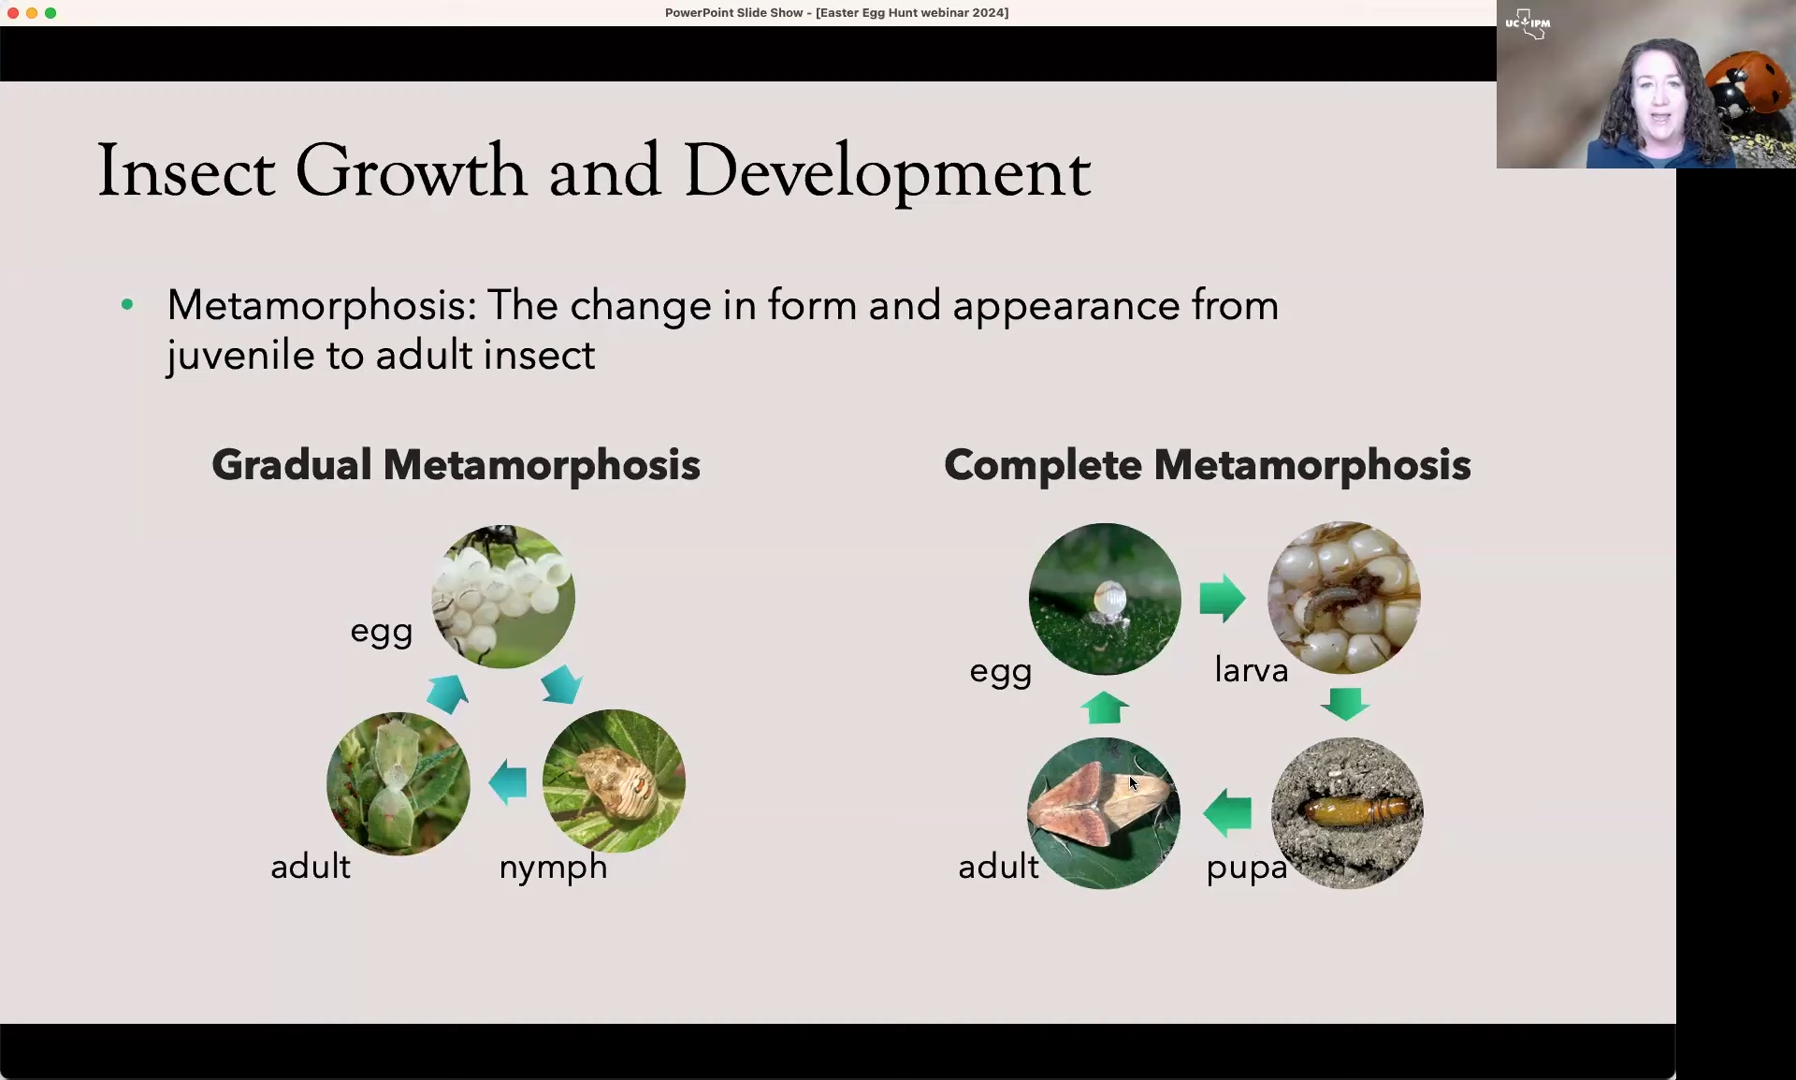 PowerPoint Slide Show - [Easter Egg Hunt webinar 2024]
UC IPM
Insect Growth and Development
• Metamorphosis: The change in form and appearance from
juvenile to adult insect
Gradual Metamorphosis
egg
adult
nymph
Complete Metamorphosis
egg
larva
adult
pupa